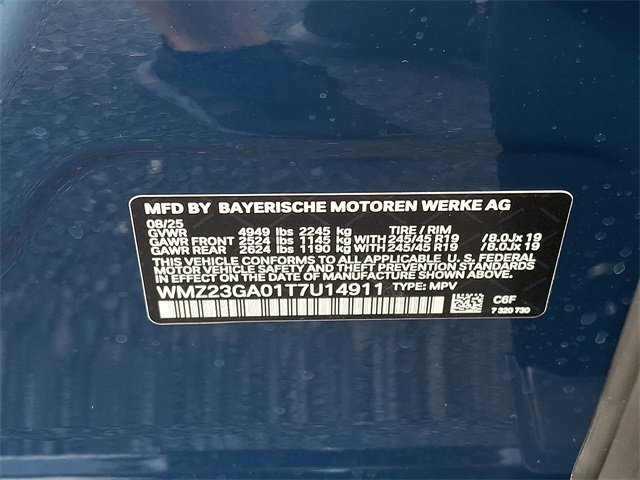 MFD BY BAYERISCHE MOTOREN WERKE AG
08/25
GVWR 4949 lbs 2245 kg TIRE / RIM
GAWR FRONT 2524 lbs 1145 kg WITH 245/45 R19 /8.0Jx 19
GAWR REAR 2624 lbs 1190 kg WITH 245/45 R19 /8.0Jx 19
THIS VEHICLE CONFORMS TO ALL APPLICABLE U. S. FEDERAL
MOTOR VEHICLE SAFETY AND THEFT PREVENTION STANDARDS
IN EFFECT ON THE DATE OF MANUFACTURE SHOWN ABOVE.
WMZ23GA01T7U14911 TYPE: MPV
C6F
7 320 730